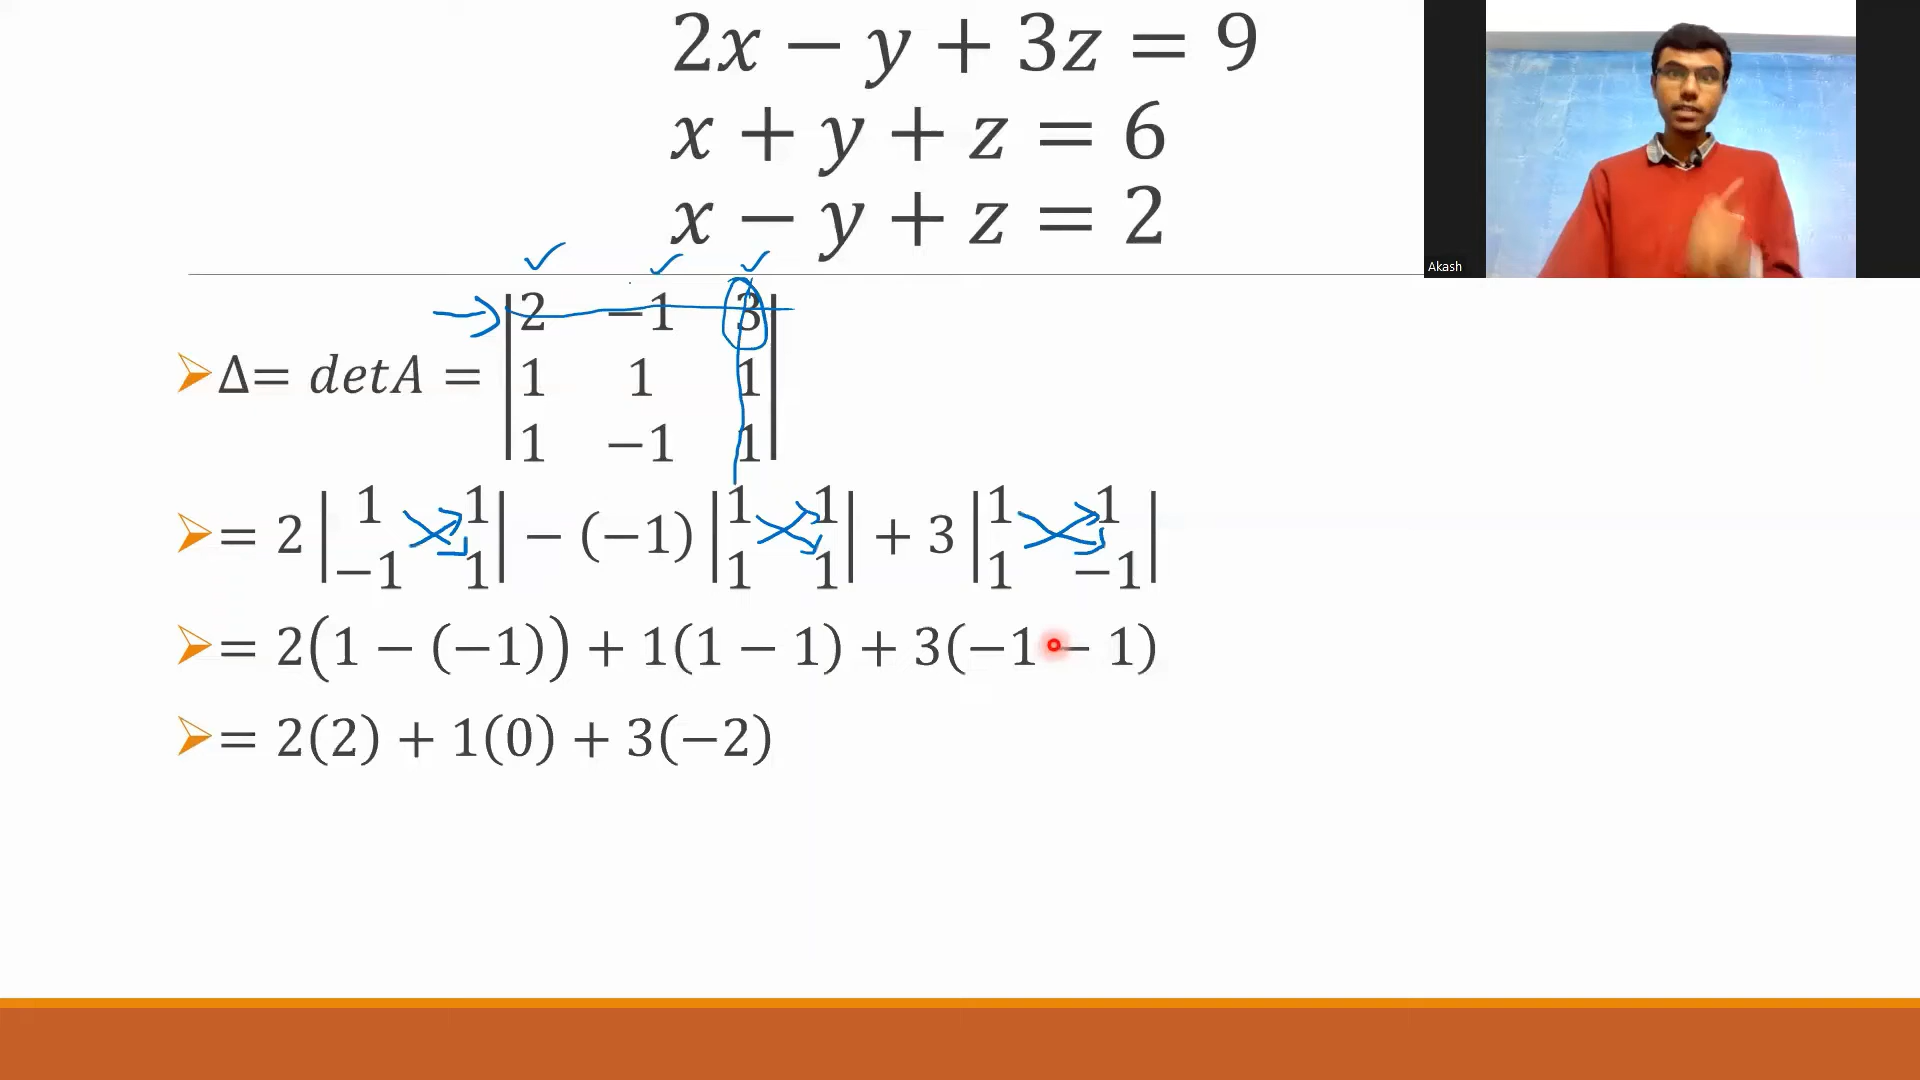 2x − y + 3z = 9
x + y + z = 6
x − y + z = 2
Akash
Δ= detA = |2 −1 3|
|1 1 1|
|1 −1 1|
= 2 |1 1| − (−1) |1 1| + 3 |1 1|
|−1 1| |1 1| |1 −1|
= 2(1 − (−1)) + 1(1 − 1) + 3(−1 − 1)
= 2(2) + 1(0) + 3(−2)